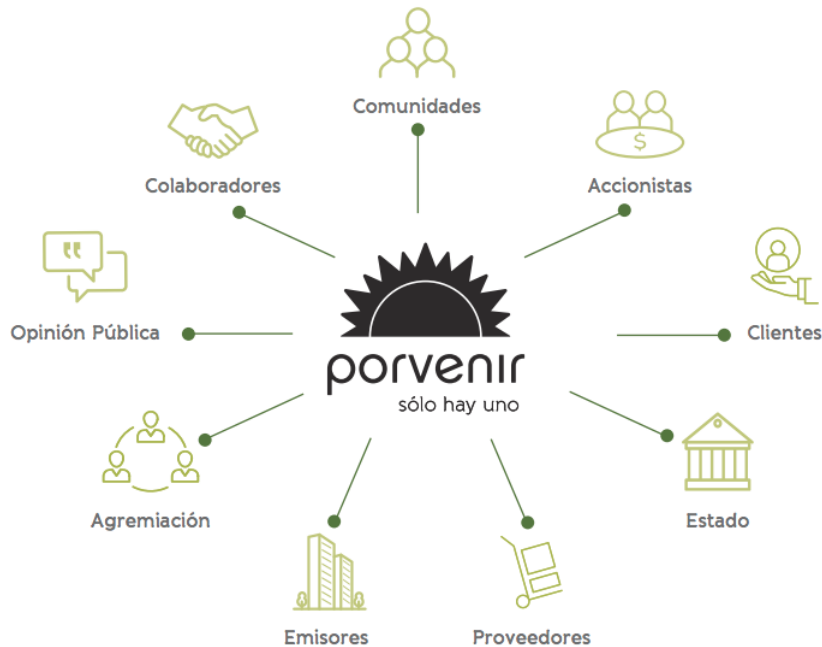 Comunidades
Colaboradores
Accionistas
$
Opinión Pública
Clientes
porvenir
sólo hay uno
Agremiación
Estado
Emisores
Proveedores